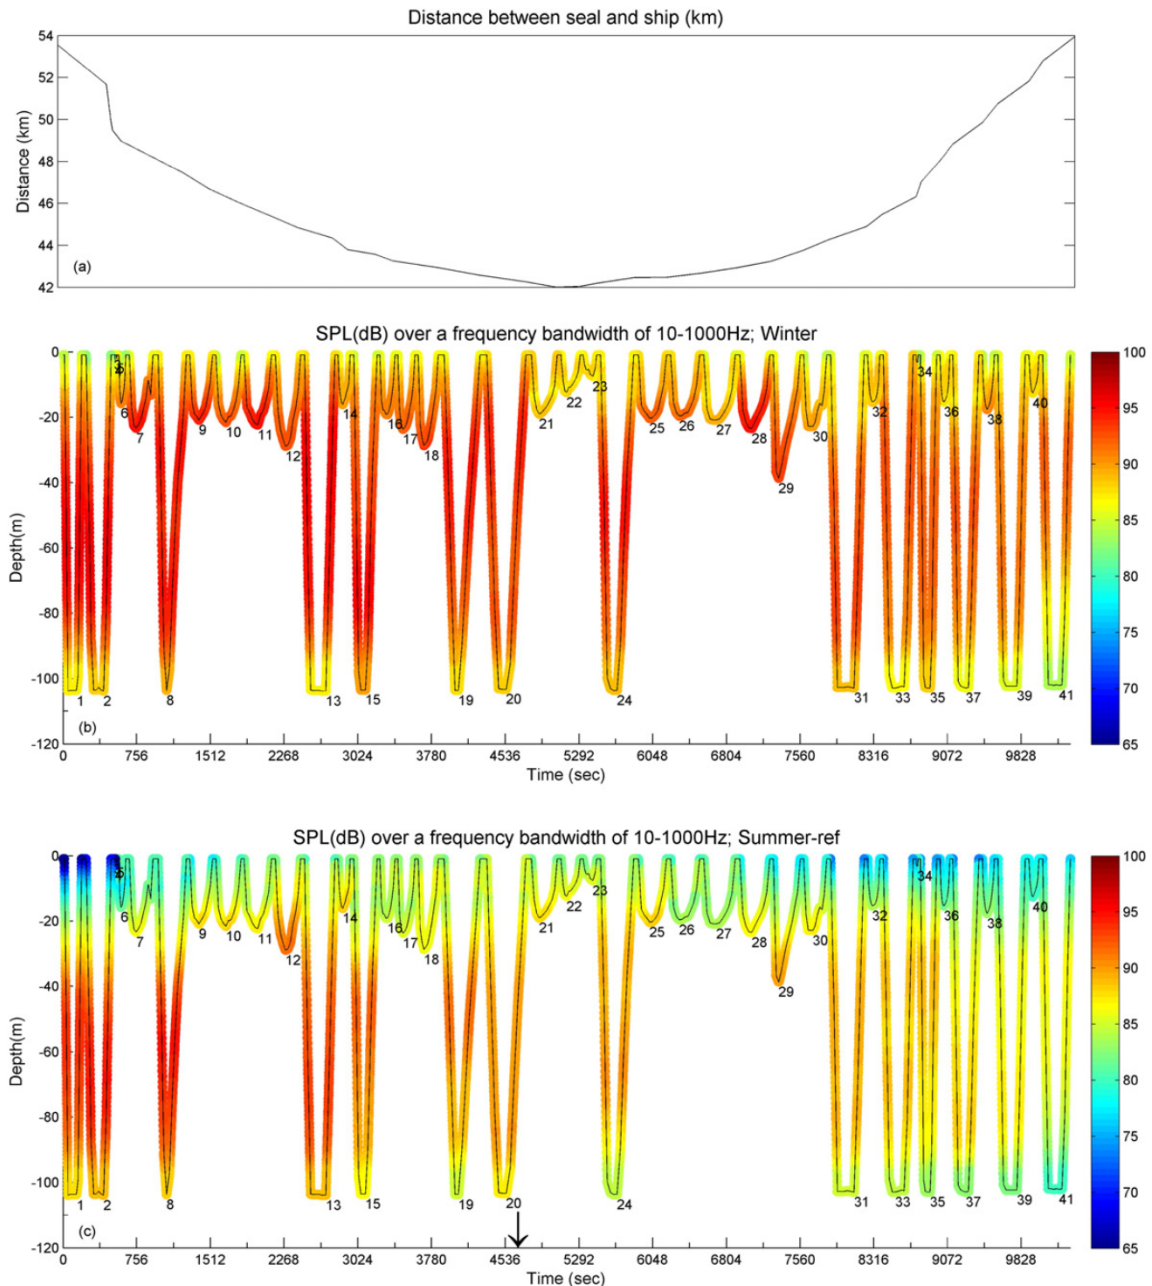 Distance between seal and ship (km)
54
52
50
48
46
44
42
Distance (km)
(a)
SPL(dB) over a frequency bandwidth of 10-1000Hz; Winter
0
-20
-40
-60
-80
-100
-120
Depth(m)
6 7 8 9 10 11 12 13 14 15 16 17 18 19 20 21 22 23 24 25 26 27 28 29 30 31 32 33 34 35 36 37 38 39 40 41
1 2
(b)
0 756 1512 2268 3024 3780 4536 5292 6048 6804 7560 8316 9072 9828
Time (sec)
100
95
90
85
80
75
70
65
SPL(dB) over a frequency bandwidth of 10-1000Hz; Summer-ref
0
-20
-40
-60
-80
-100
-120
Depth(m)
6 7 8 9 10 11 12 13 14 15 16 17 18 19 20 21 22 23 24 25 26 27 28 29 30 31 32 33 34 35 36 37 38 39 40 41
1 2
(c)
0 756 1512 2268 3024 3780 4536 5292 6048 6804 7560 8316 9072 9828
Time (sec)
100
95
90
85
80
75
70
65